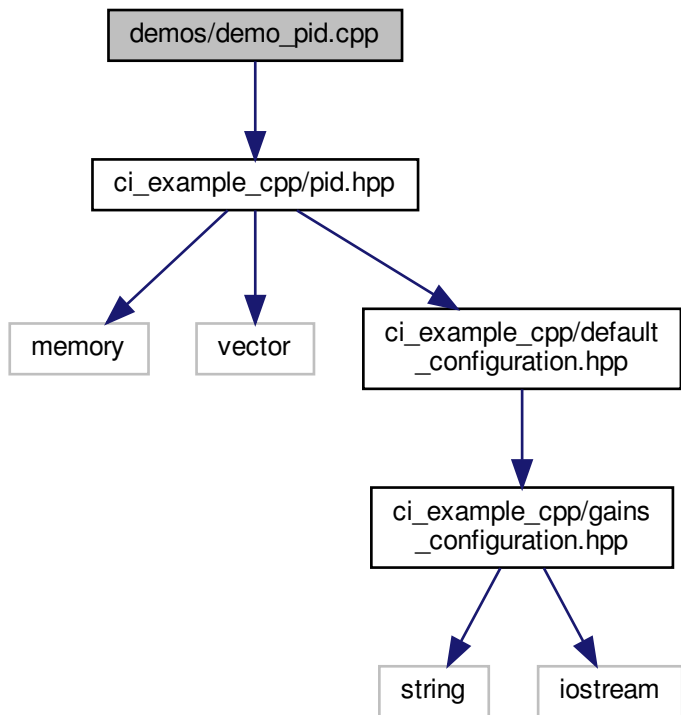 demos/demo_pid.cpp
ci_example_cpp/pid.hpp
memory
vector
ci_example_cpp/default
_configuration.hpp
ci_example_cpp/gains
_configuration.hpp
string
iostream